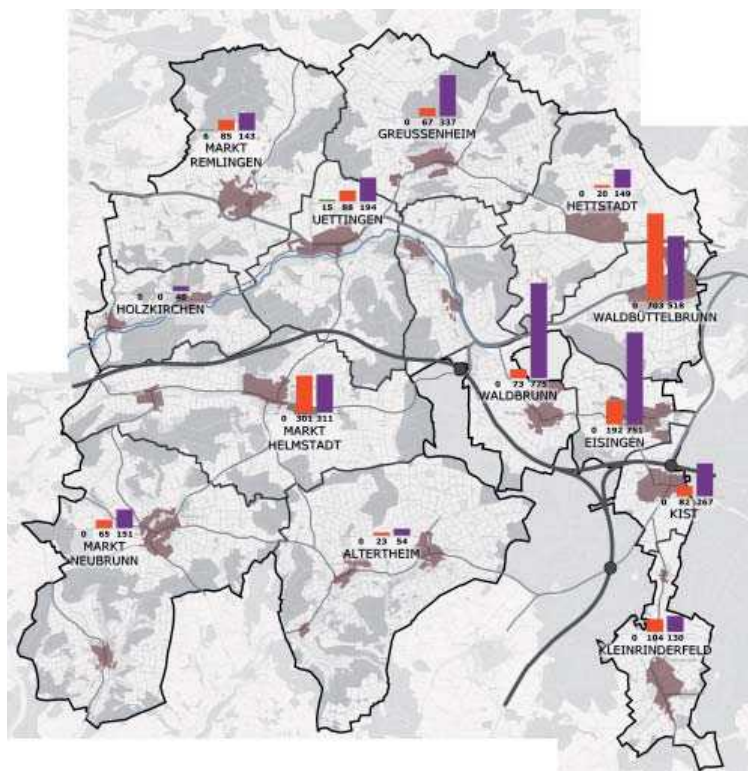 0 67 337
GREUSSENHEIM
6 85 143
MARKT
REMLINGEN
0 20 149
HETTSTADT
15 88 194
UETTINGEN
0 0 40
HOLZKIRCHEN
0 703 518
WALDBÜTTELBRUNN
0 73 775
WALDBRUNN
0 301 311
MARKT
HELMSTADT
0 192 751
EISINGEN
0 82 267
KIST
0 65 151
MARKT
NEUBRUNN
0 23 54
ALTERTHEIM
0 104 130
KLEINRINDERFELD